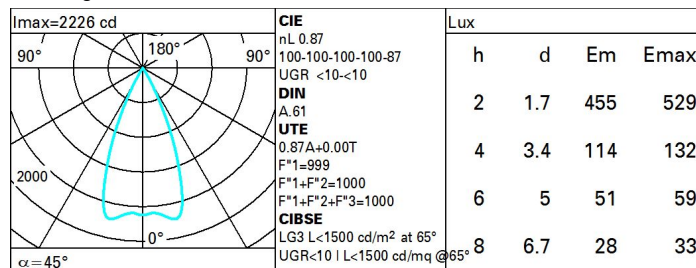 Imax=2226 cd
90°
180°
90°
2000
0°
α=45°
CIE
nL 0.87
100-100-100-100-87
UGR <10-<10
DIN
A.61
UTE
0.87A+0.00T
F"1=999
F"1+F"2=1000
F"1+F"2+F"3=1000
CIBSE
LG3 L<1500 cd/m² at 65°
UGR<10 | L<1500 cd/mq @65°
Lux
h d Em Emax
2 1.7 455 529
4 3.4 114 132
6 5 51 59
8 6.7 28 33